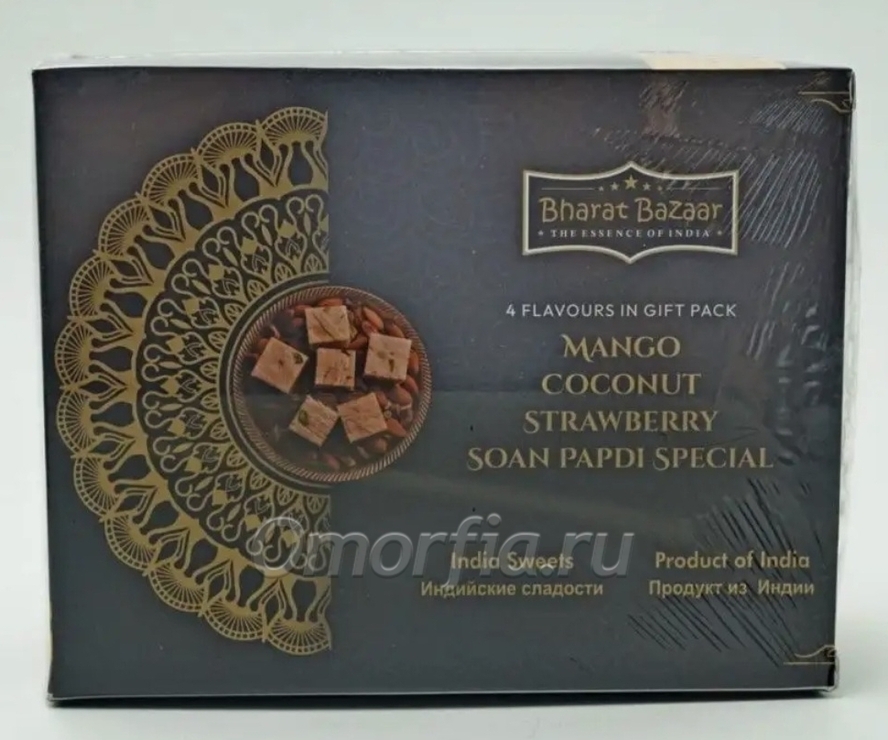 Bharat Bazaar
THE ESSENCE OF INDIA
4 FLAVOURS IN GIFT PACK
MANGO
COCONUT
STRAWBERRY
SOAN PAPDI SPECIAL
Omorfia.ru
India Sweets
Product of India
Индийские сладости
Продукт из Индии